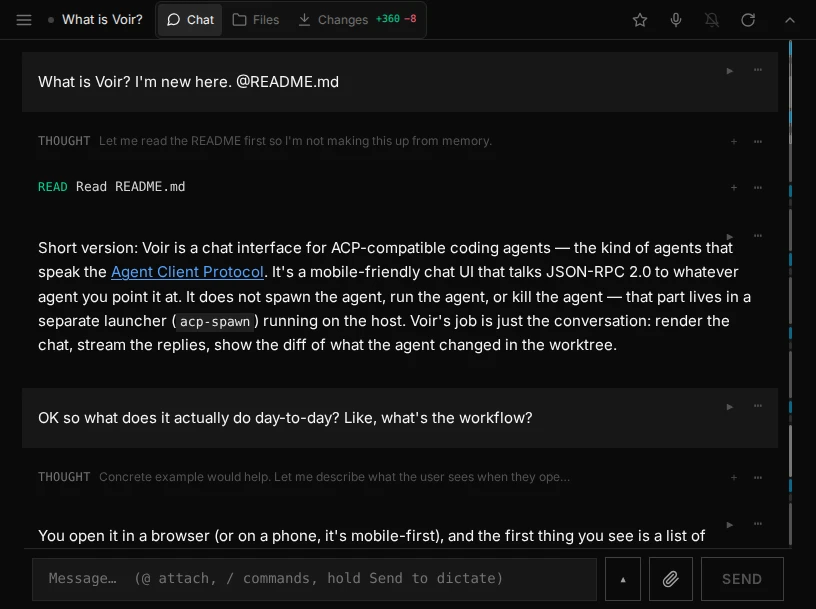 What is Voir? Chat Files Changes +360 −8
What is Voir? I'm new here. @README.md
THOUGHT Let me read the README first so I'm not making this up from memory.
READ Read README.md
Short version: Voir is a chat interface for ACP-compatible coding agents — the kind of agents that
speak the Agent Client Protocol. It's a mobile-friendly chat UI that talks JSON-RPC 2.0 to whatever
agent you point it at. It does not spawn the agent, run the agent, or kill the agent — that part lives in a
separate launcher (acp-spawn) running on the host. Voir's job is just the conversation: render the
chat, stream the replies, show the diff of what the agent changed in the worktree.
OK so what does it actually do day-to-day? Like, what's the workflow?
THOUGHT Concrete example would help. Let me describe what the user sees when they ope…
You open it in a browser (or on a phone, it's mobile-first), and the first thing you see is a list of
Message… (@ attach, / commands, hold Send to dictate) SEND